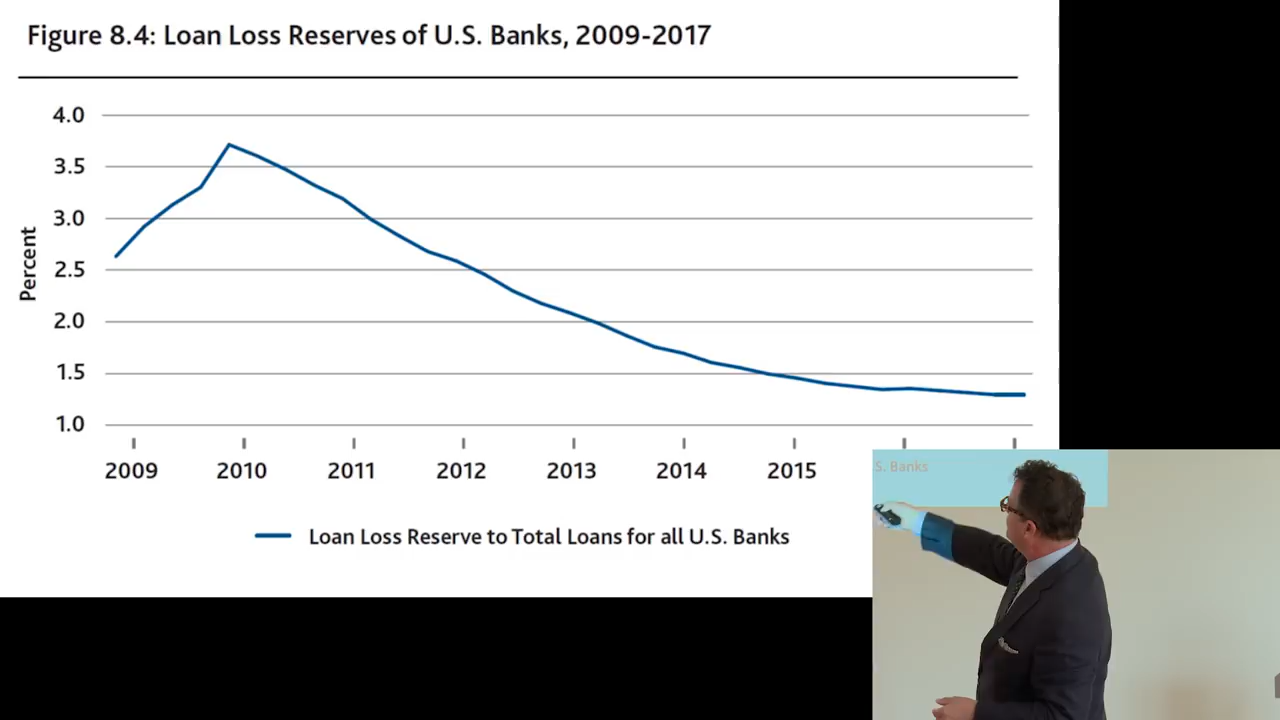 Figure 8.4: Loan Loss Reserves of U.S. Banks, 2009-2017
4.0
3.5
3.0
2.5
2.0
1.5
1.0
Percent
2009 2010 2011 2012 2013 2014 2015
Loan Loss Reserve to Total Loans for all U.S. Banks
S. Banks